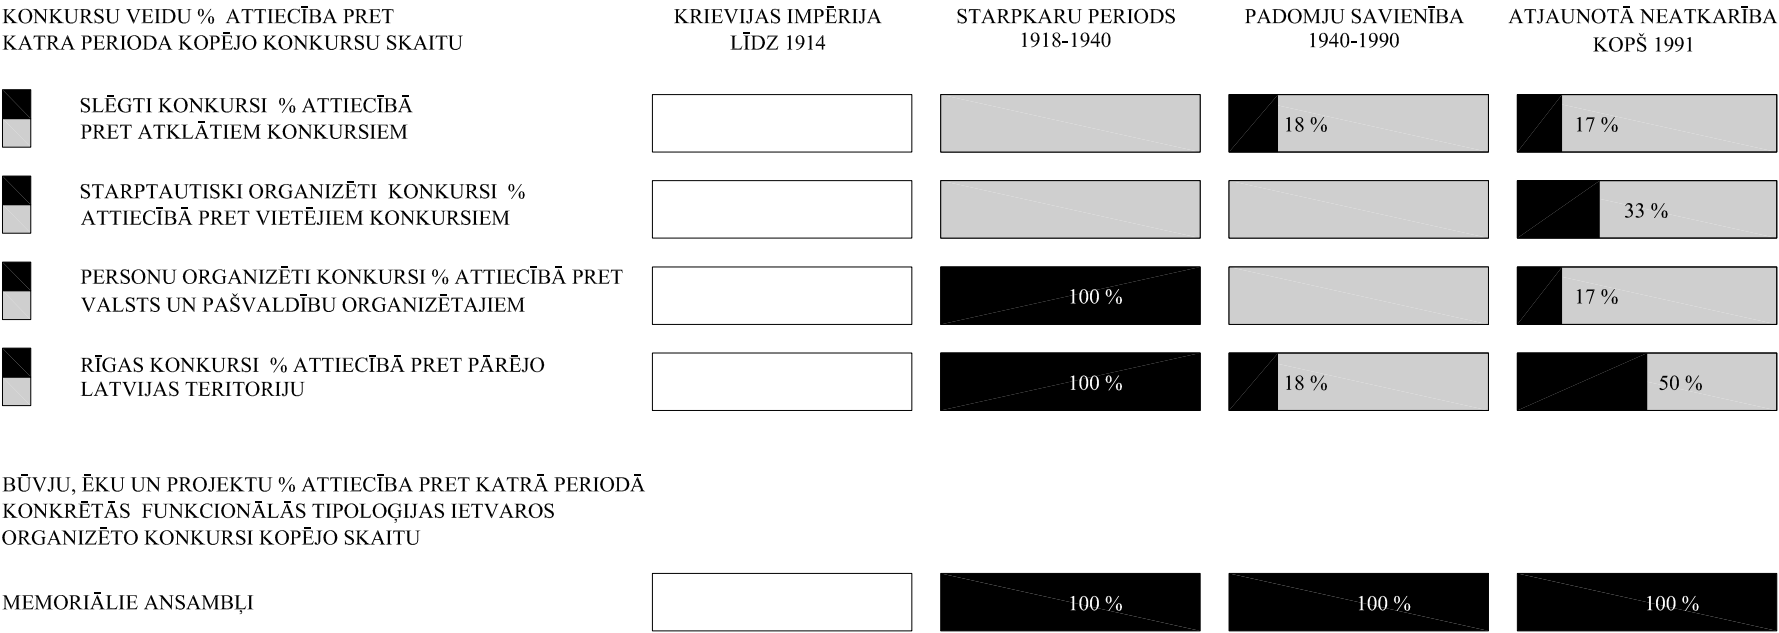 KONKURSU VEIDU % ATTIECĪBA PRET
KATRA PERIODA KOPĒJO KONKURSU SKAITU
KRIEVIJAS IMPĒRIJA
LĪDZ 1914
STARPKARU PERIODS
1918-1940
PADOMJU SAVIENĪBA
1940-1990
ATJAUNOTĀ NEATKARĪBA
KOPŠ 1991
SLĒGTI KONKURSI % ATTIECĪBĀ
PRET ATKLĀTIEM KONKURSIEM
18 %
17 %
STARPTAUTISKI ORGANIZĒTI KONKURSI %
ATTIECĪBĀ PRET VIETĒJIEM KONKURSIEM
33 %
PERSONU ORGANIZĒTI KONKURSI % ATTIECĪBĀ PRET
VALSTS UN PAŠVALDĪBU ORGANIZĒTAJIEM
100 %
17 %
RĪGAS KONKURSI % ATTIECĪBĀ PRET PĀRĒJO
LATVIJAS TERITORIJU
100 %
18 %
50 %
BŪVJU, ĒKU UN PROJEKTU % ATTIECĪBA PRET KATRĀ PERIODĀ
KONKRĒTĀS FUNKCIONĀLĀS TIPOLOĢIJAS IETVAROS
ORGANIZĒTO KONKURSI KOPĒJO SKAITU
MEMORIĀLIE ANSAMBĻI
100 %
100 %
100 %